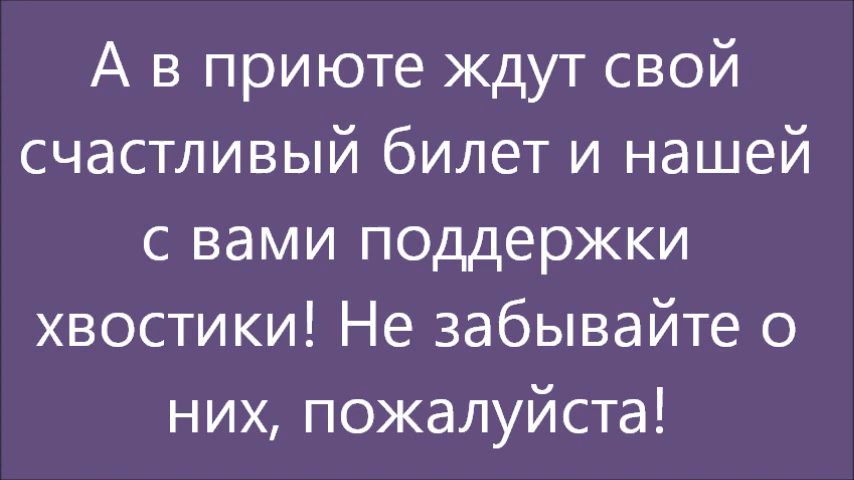 А в приюте ждут свой
счастливый билет и нашей
с вами поддержки
хвостики! Не забывайте о
них, пожалуйста!